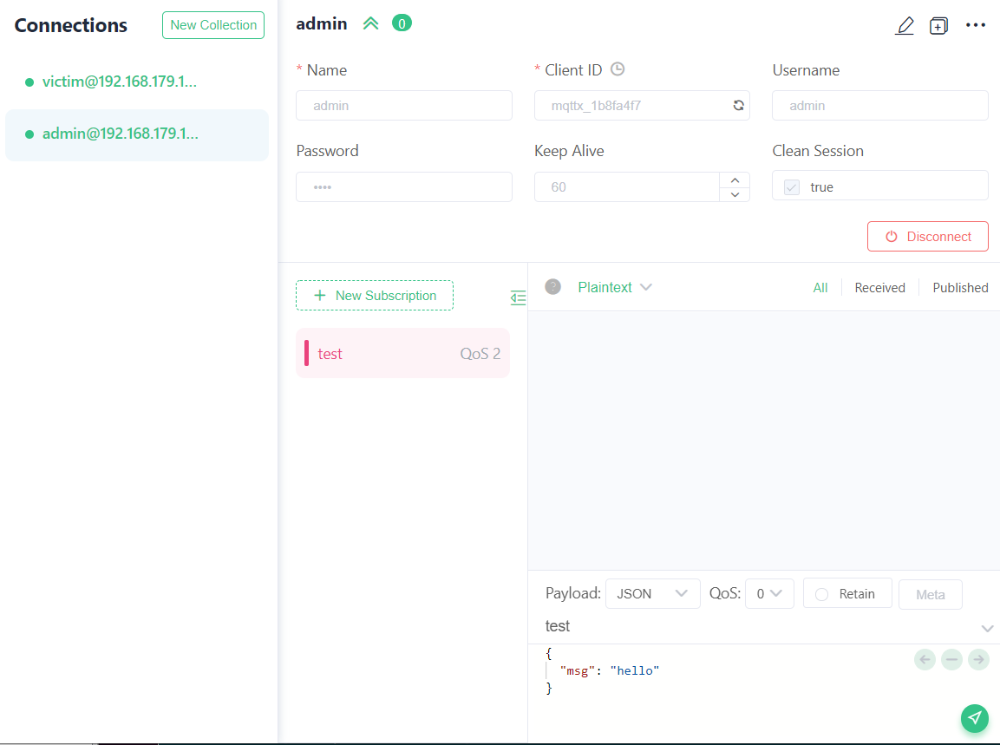 Connections
New Collection
victim@192.168.179.1...
admin@192.168.179.1...
admin 0
* Name
admin
* Client ID
mqttx_1b8fa4f7
Username
admin
Password
••••
Keep Alive
60
Clean Session
true
Disconnect
+ New Subscription
test QoS 2
? Plaintext
All
Received
Published
Payload: JSON QoS: 0 Retain Meta
test
{
"msg": "hello"
}